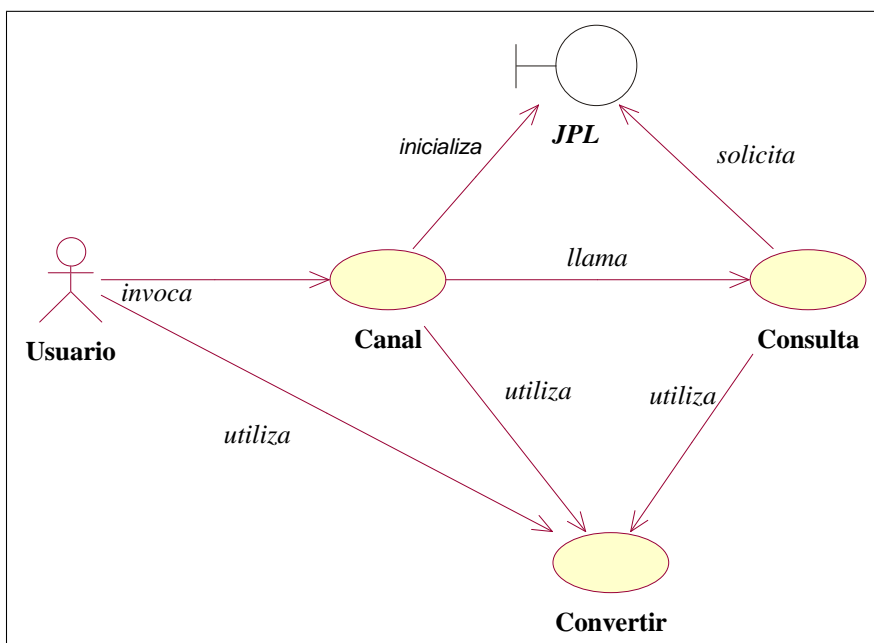 JPL
inicializa
solicita
llama
invoca
Usuario
Canal
Consulta
utiliza
utiliza
utiliza
Convertir